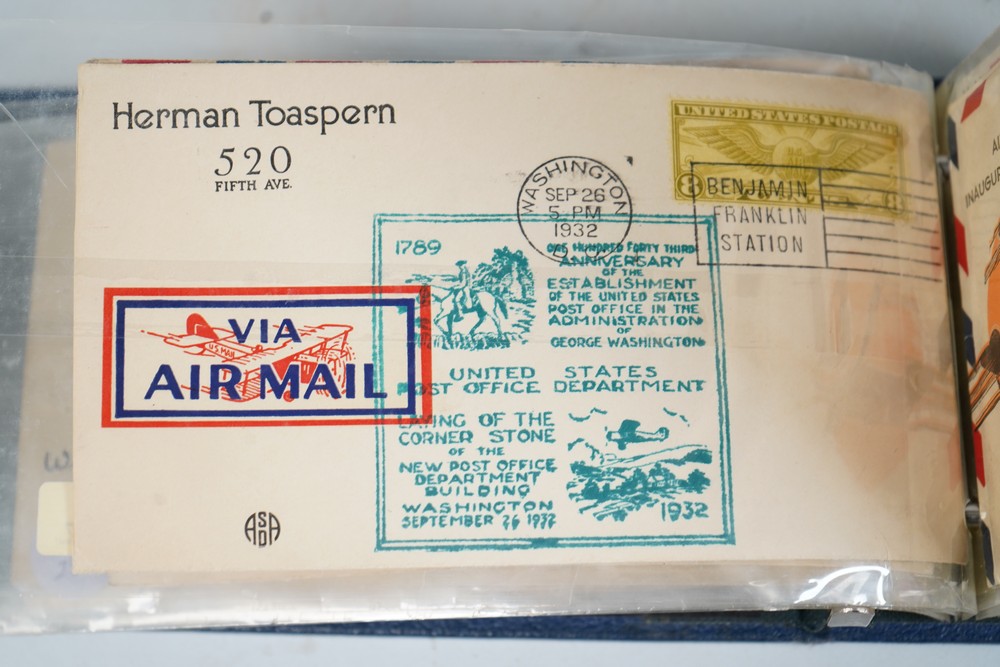 Herman Toaspern
520
FIFTH AVE.
UNITED STATES POSTAGE
8
WASHINGTON
SEP 26
5 PM
1932
BENJAMIN
FRANKLIN
STATION
1789
ONE HUNDRED FORTY THIRD
ANNIVERSARY
OF THE
ESTABLISHMENT
OF THE UNITED STATES
POST OFFICE IN THE
ADMINISTRATION
OF
GEORGE WASHINGTON
UNITED STATES
POST OFFICE DEPARTMENT
LAYING OF THE
CORNER STONE
OF THE
NEW POST OFFICE
DEPARTMENT
BUILDING
WASHINGTON
SEPTEMBER 26 1932
1932
VIA
U.S. MAIL
AIR MAIL